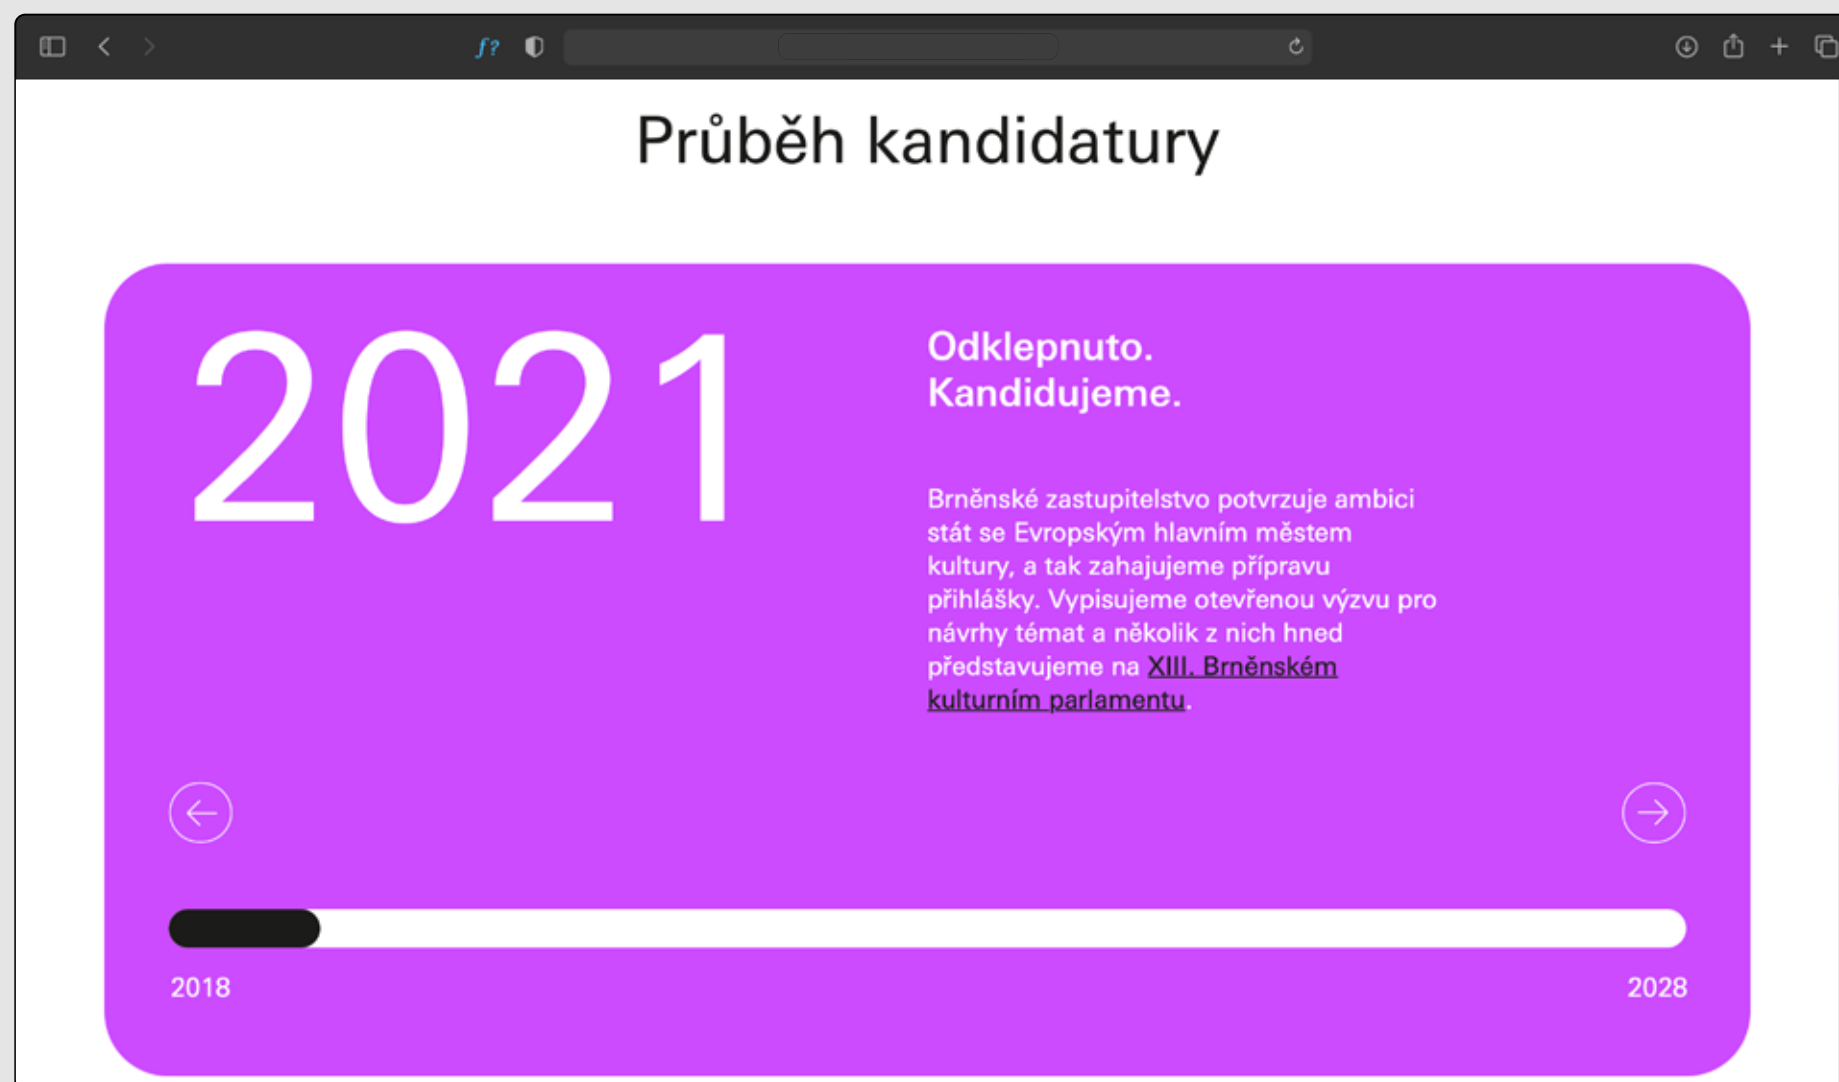 f?
Průběh kandidatury
2021
Odklepnuto.
Kandidujeme.
Brněnské zastupitelstvo potvrzuje ambici
stát se Evropským hlavním městem
kultury, a tak zahajujeme přípravu
přihlášky. Vypisujeme otevřenou výzvu pro
návrhy témat a několik z nich hned
představujeme na XIII. Brněnském
kulturním parlamentu.
2018
2028